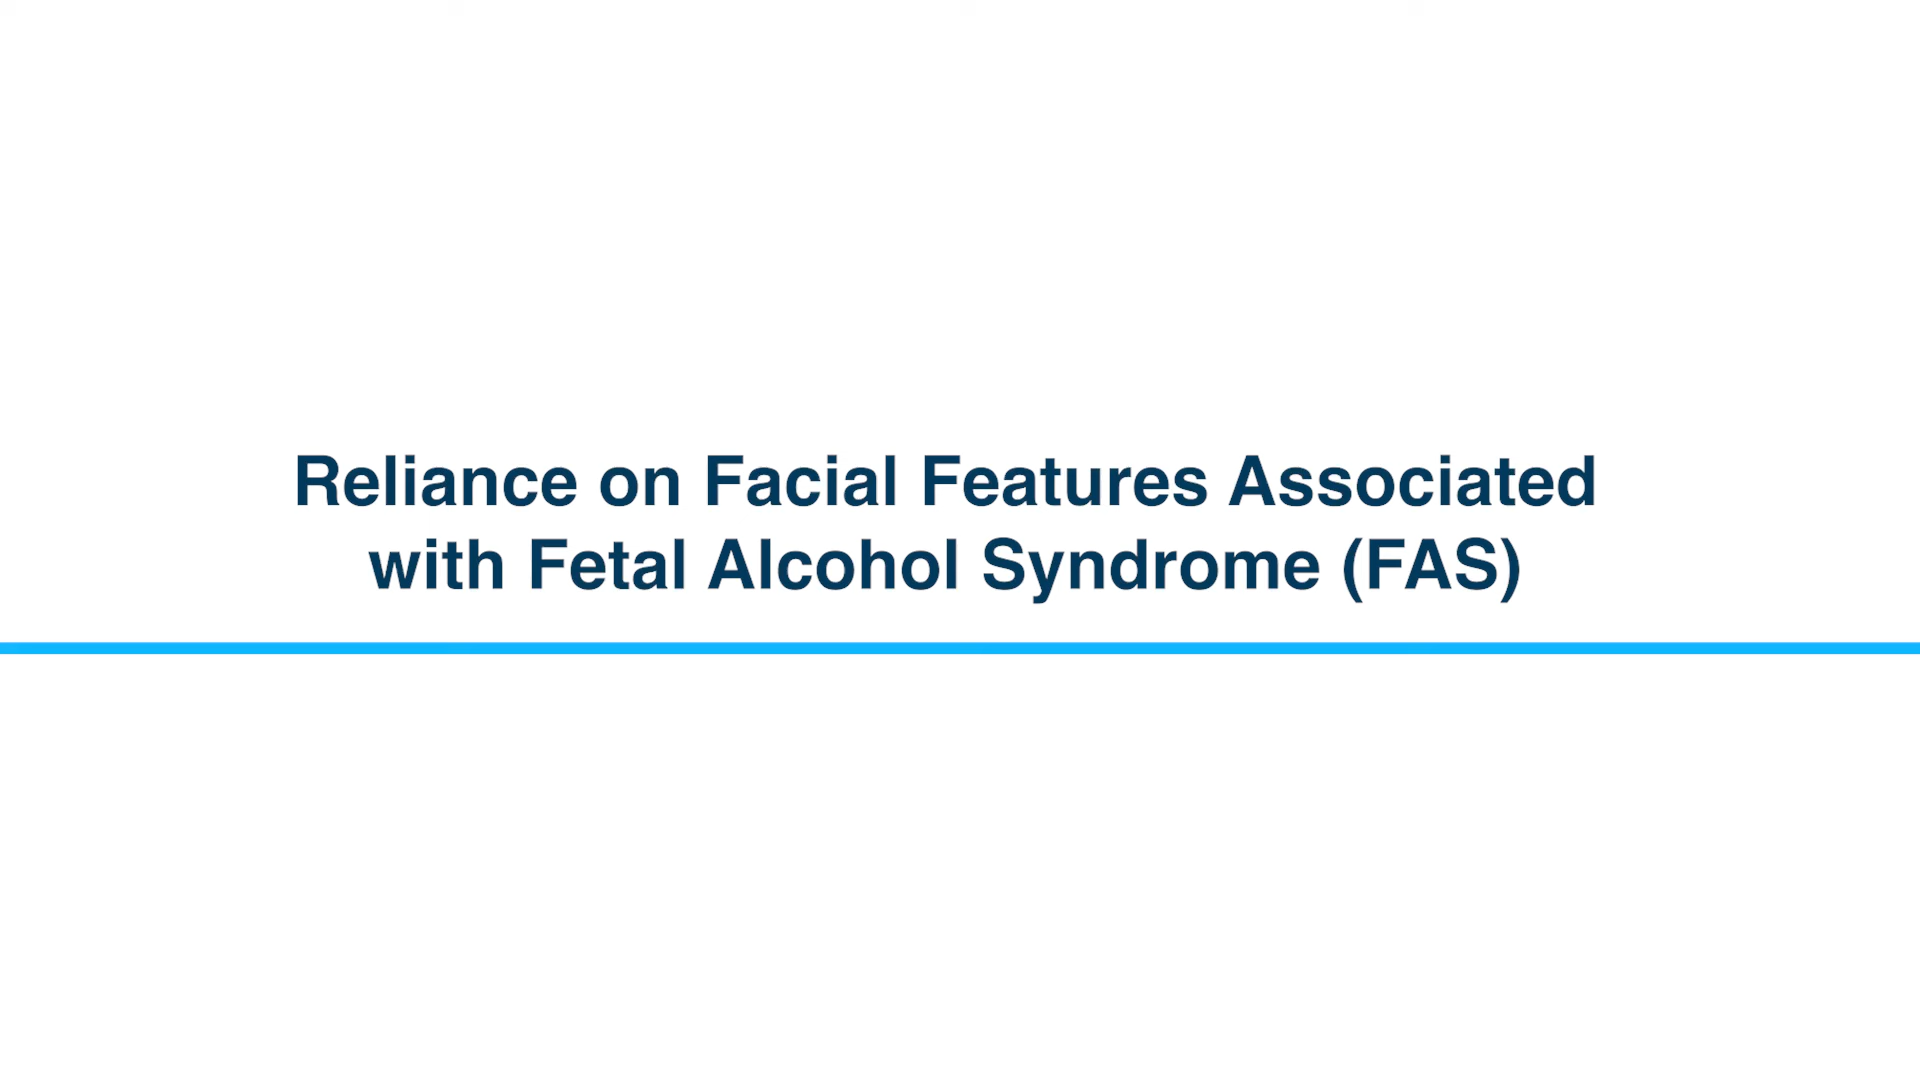 Reliance on Facial Features Associated
with Fetal Alcohol Syndrome (FAS)